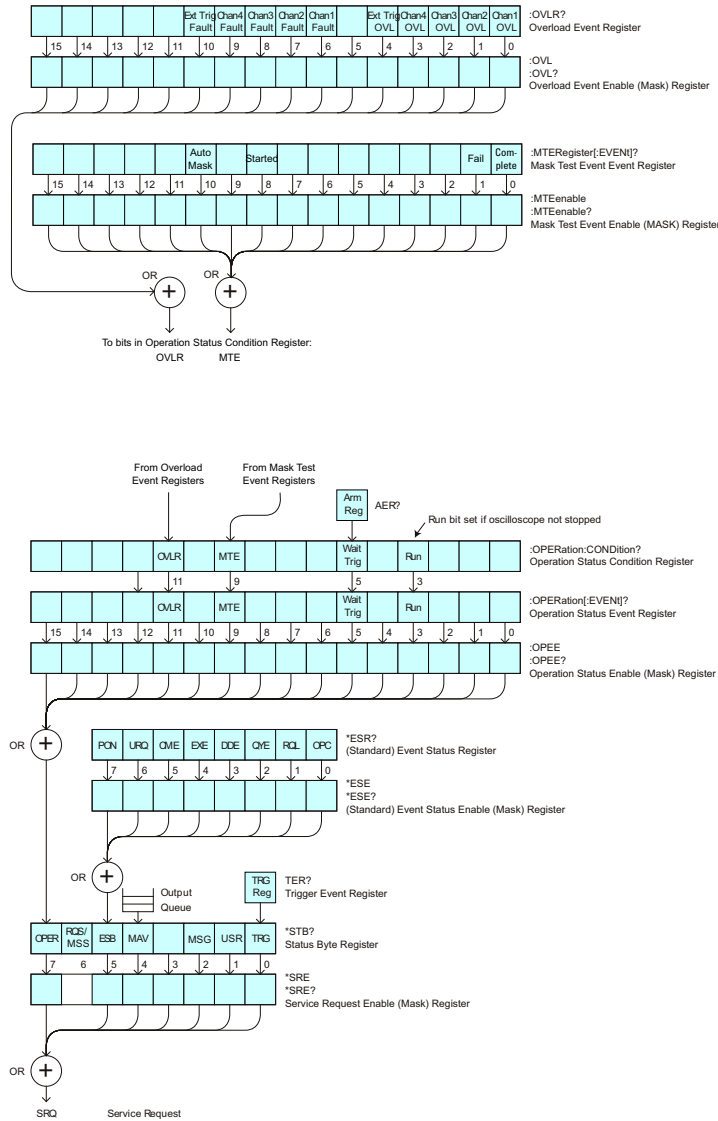 Ext Trig Fault Chan4 Fault Chan3 Fault Chan2 Fault Chan1 Fault Ext Trig OVL Chan4 OVL Chan3 OVL Chan2 OVL Chan1 OVL
:OVLR?
Overload Event Register
15 14 13 12 11 10 9 8 7 6 5 4 3 2 1 0
:OVL
:OVL?
Overload Event Enable (Mask) Register
Auto Mask Started Fail Com-plete
:MTERegister[:EVENt]?
Mask Test Event Event Register
15 14 13 12 11 10 9 8 7 6 5 4 3 2 1 0
:MTEenable
:MTEenable?
Mask Test Event Enable (MASK) Register
OR OR
+ +
To bits in Operation Status Condition Register:
OVLR MTE
From Overload
Event Registers
From Mask Test
Event Registers
Arm
Reg
AER?
Run bit set if oscilloscope not stopped
OVLR MTE Wait Trig Run
:OPERation:CONDition?
Operation Status Condition Register
11 9 5 3
OVLR MTE Wait Trig Run
:OPERation[:EVENt]?
Operation Status Event Register
15 14 13 12 11 10 9 8 7 6 5 4 3 2 1 0
:OPEE
:OPEE?
Operation Status Enable (Mask) Register
OR +
PON URQ CME EXE DDE QYE RQL OPC
*ESR?
(Standard) Event Status Register
7 6 5 4 3 2 1 0
*ESE
*ESE?
(Standard) Event Status Enable (Mask) Register
OR +
Output
Queue
TRG
Reg
TER?
Trigger Event Register
OPER RQS/MSS ESB MAV MSG USR TRG
*STB?
Status Byte Register
7 6 5 4 3 2 1 0
*SRE
*SRE?
Service Request Enable (Mask) Register
OR +
SRQ Service Request